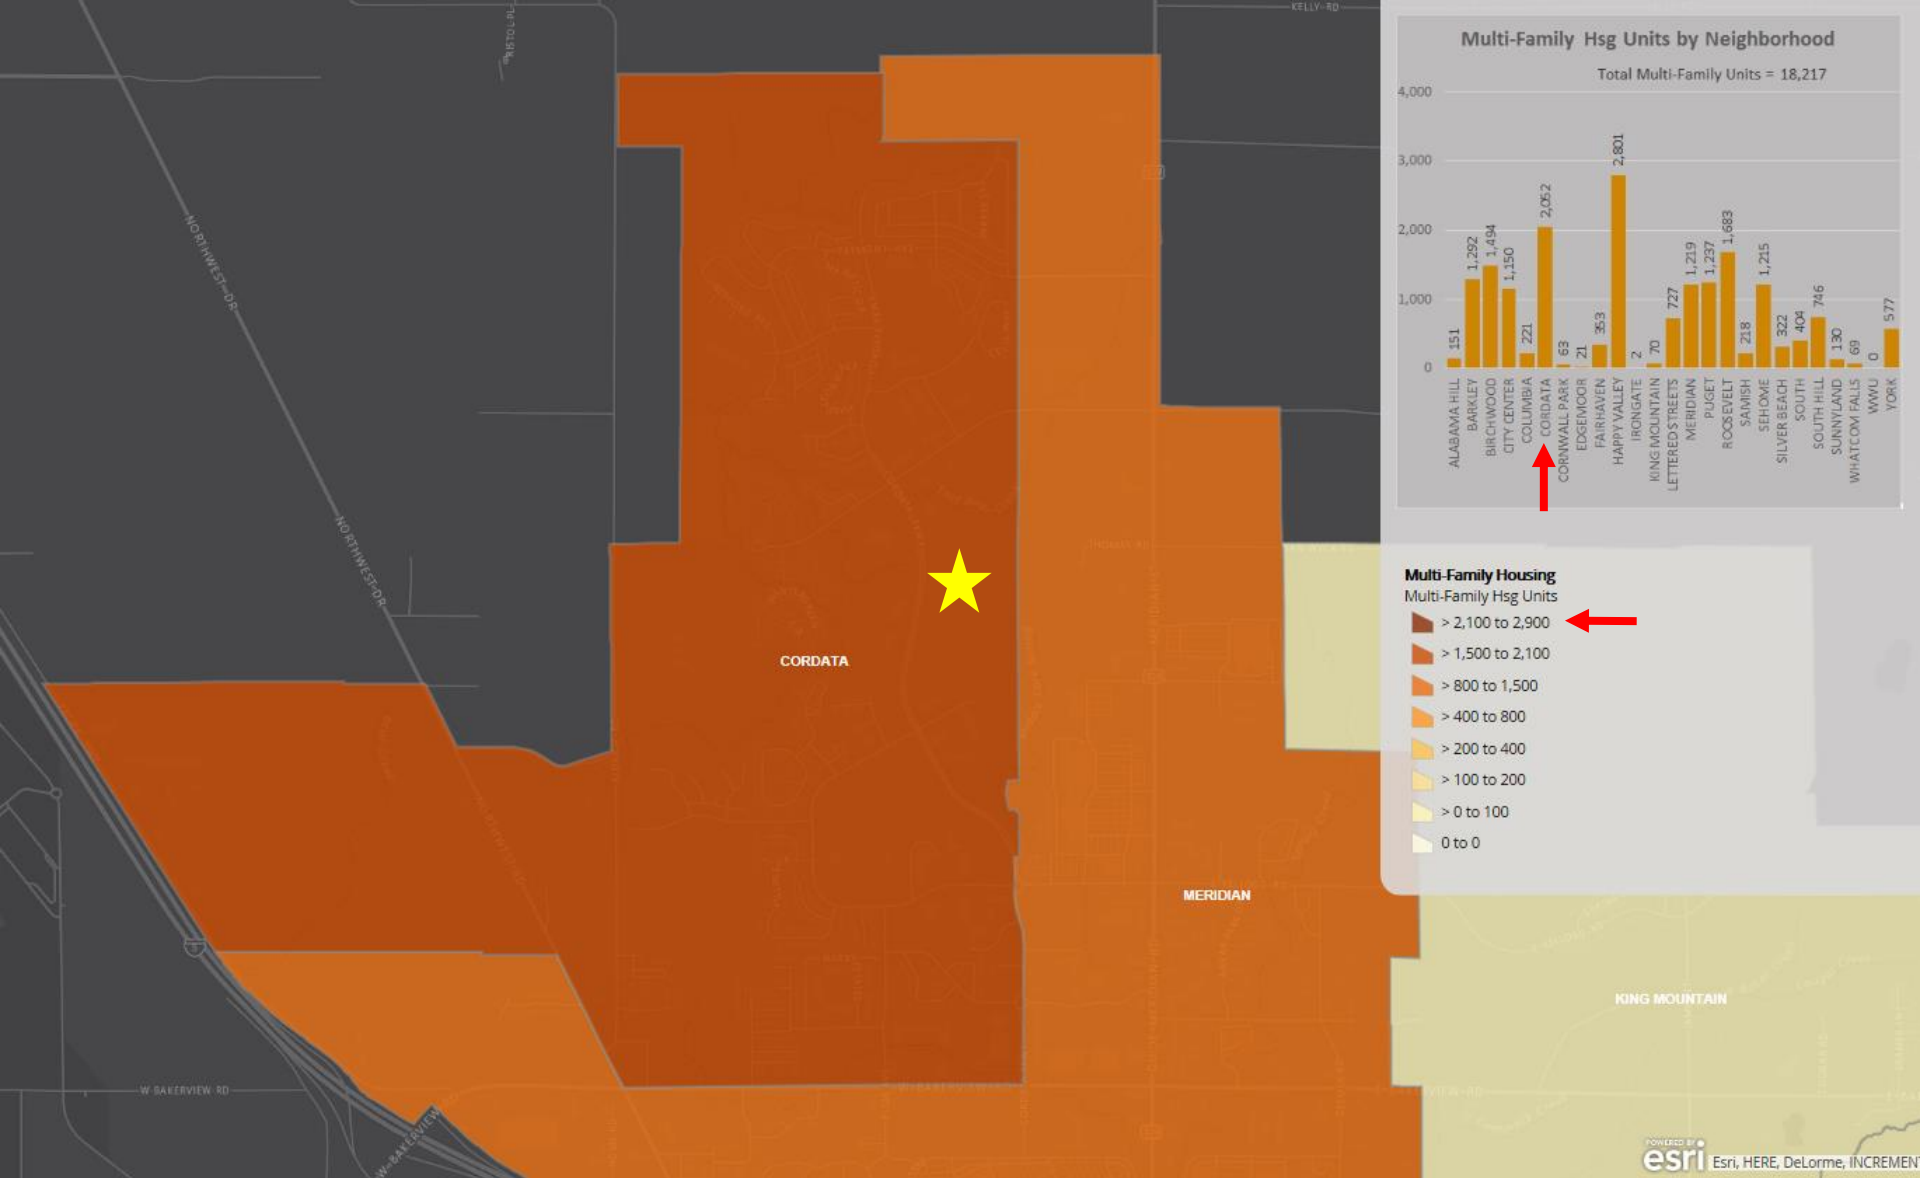 KELLY-RD
NORTHWEST-DR
NORTHWEST-DR
CORDATA
MERIDIAN
KING MOUNTAIN
W BAKERVIEW RD
W-BAKERVIEW
Multi-Family Hsg Units by Neighborhood
Total Multi-Family Units = 18,217
4,000
3,000
2,000
1,000
0
151
1,292
1,494
1,150
221
2,052
63
21
353
2,801
2
70
727
1,219
1,237
1,683
218
1,215
322
404
746
130
69
0
577
ALABAMA HILL
BARKLEY
BIRCHWOOD
CITY CENTER
COLUMBIA
CORDATA
CORNWALL PARK
EDGEMOOR
FAIRHAVEN
HAPPY VALLEY
IRONGATE
KING MOUNTAIN
LETTERED STREETS
MERIDIAN
PUGET
ROOSEVELT
SAMISH
SEHOME
SILVER BEACH
SOUTH
SOUTH HILL
SUNNYLAND
WHATCOM FALLS
WWU
YORK
Multi-Family Housing
Multi-Family Hsg Units
> 2,100 to 2,900
> 1,500 to 2,100
> 800 to 1,500
> 400 to 800
> 200 to 400
> 100 to 200
> 0 to 100
0 to 0
POWERED BY
esri
Esri, HERE, DeLorme, INCREMENT